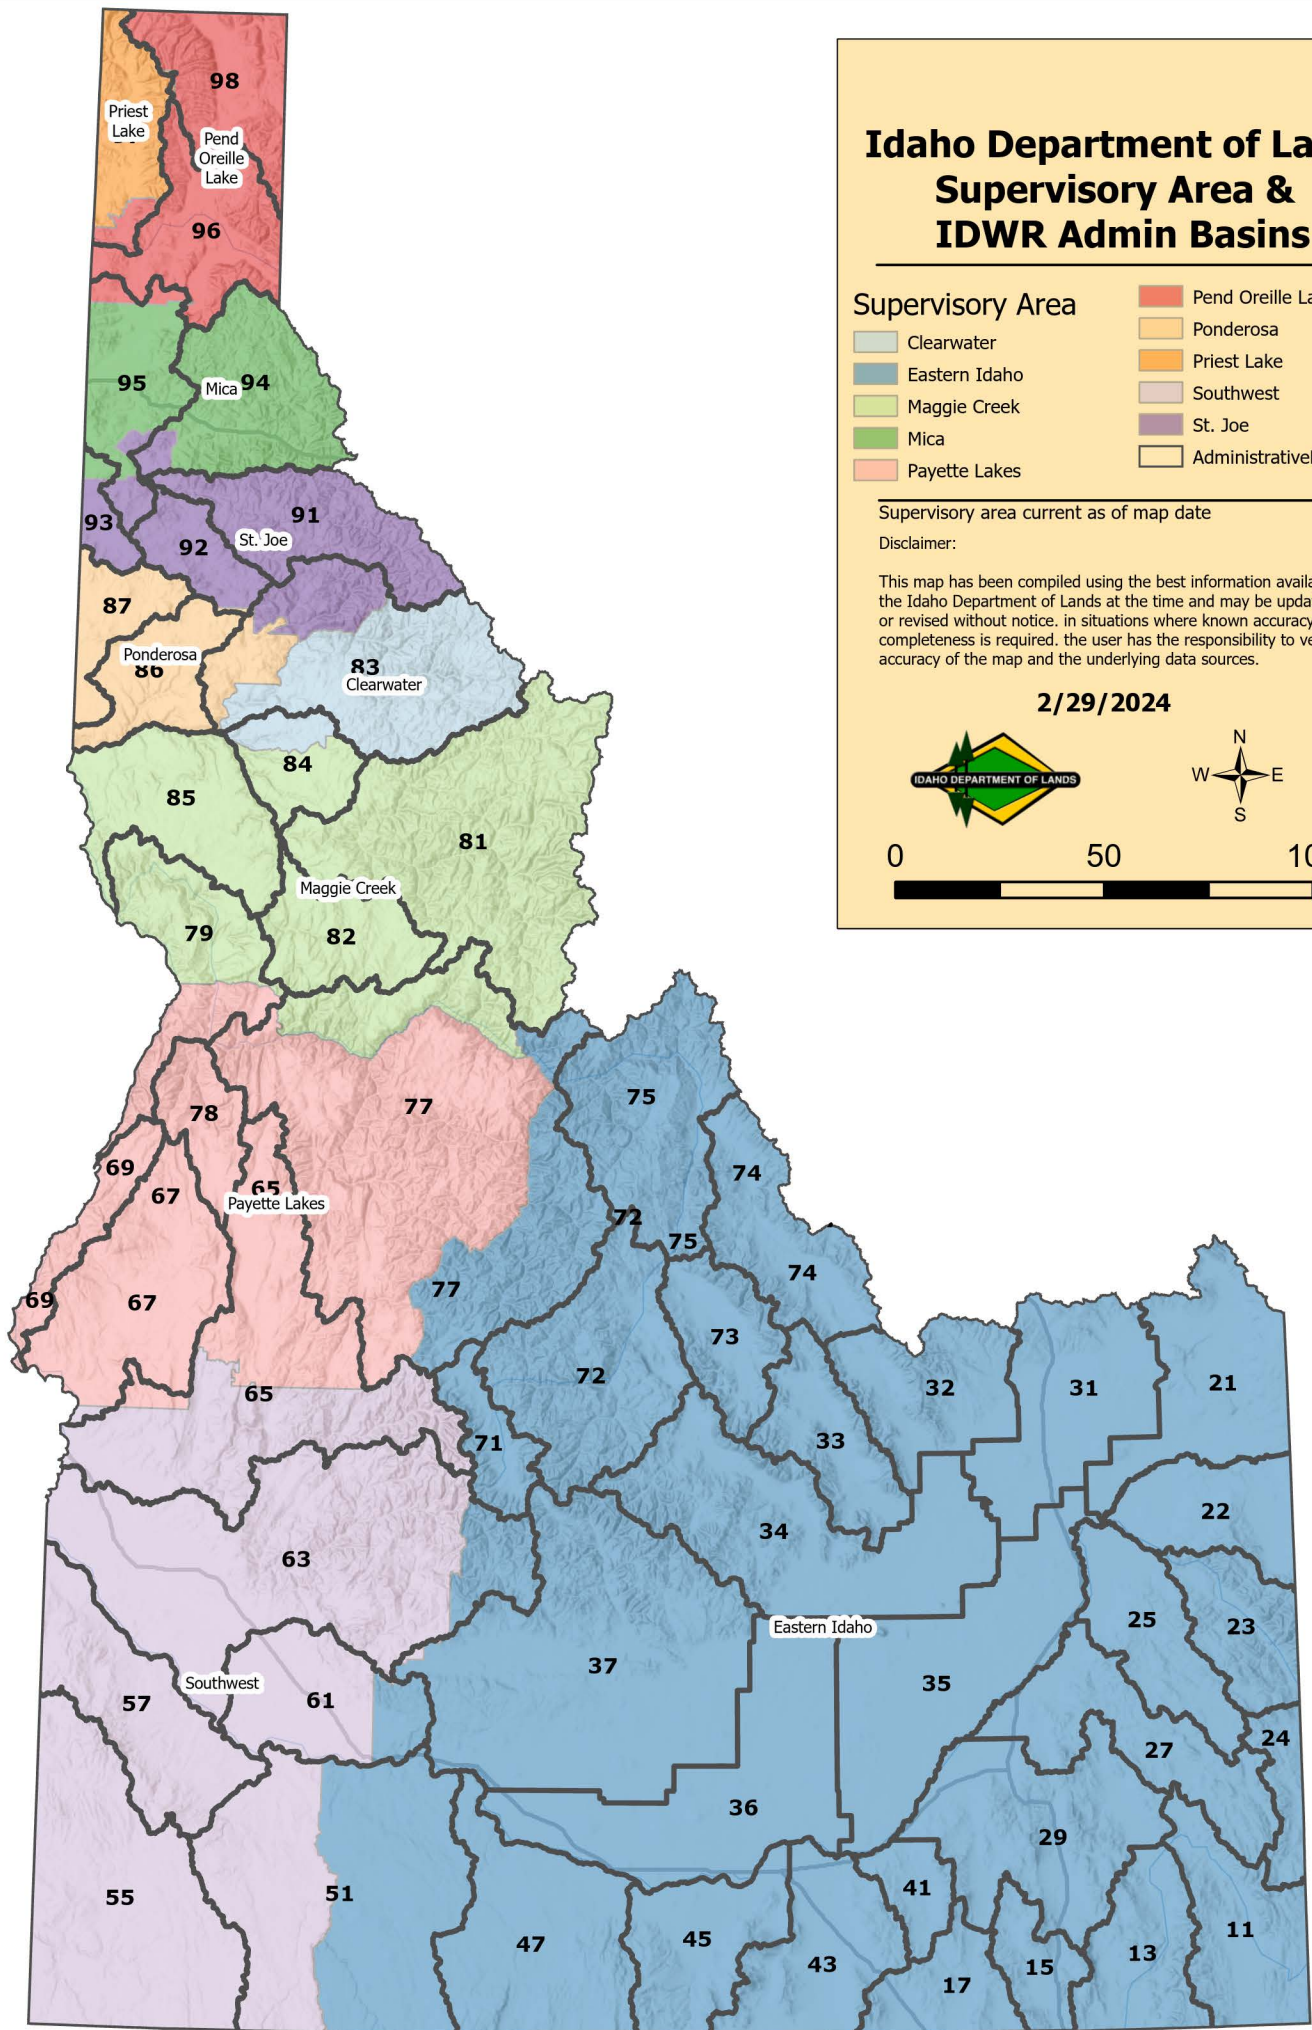 98
Priest
Lake
Pend
Oreille
Lake
96
95
Mica
94
93
92
91
St. Joe
87
Ponderosa
86
83
Clearwater
84
85
81
Maggie Creek
82
79
78
77
75
69
67
65
Payette Lakes
74
72
75
74
77
69
67
73
72
65
71
33
32
31
21
22
34
63
Eastern Idaho
25
23
37
35
Southwest
57
61
24
27
36
29
55
51
41
47
45
43
17
15
13
11
Idaho Department of La
Supervisory Area &
IDWR Admin Basins
Supervisory Area
Clearwater
Eastern Idaho
Maggie Creek
Mica
Payette Lakes
Pend Oreille La
Ponderosa
Priest Lake
Southwest
St. Joe
Administrative
Supervisory area current as of map date
Disclaimer:
This map has been compiled using the best information availa
the Idaho Department of Lands at the time and may be upda
or revised without notice. in situations where known accuracy
completeness is required. the user has the responsibility to ve
accuracy of the map and the underlying data sources.
2/29/2024
IDAHO DEPARTMENT OF LANDS
N
W E
S
0 50 10